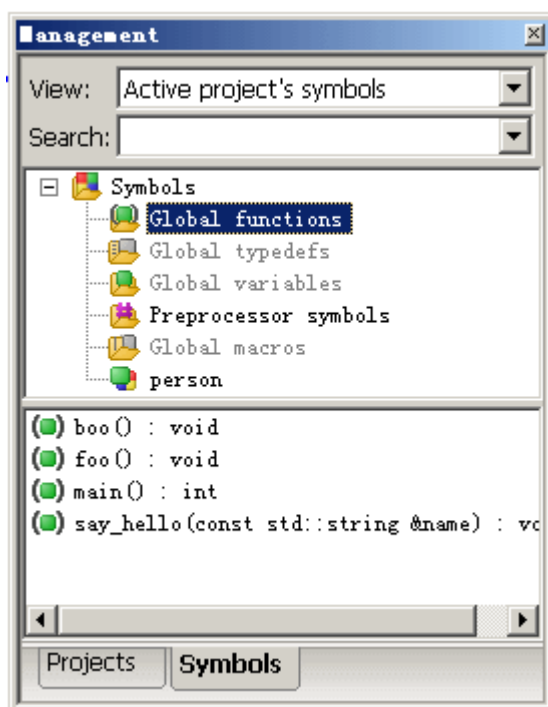 Management
View: Active project's symbols
Search:
Symbols
Global functions
Global typedefs
Global variables
Preprocessor symbols
Global macros
person
boo() : void
foo() : void
main() : int
say_hello(const std::string &name) : vo
Projects Symbols